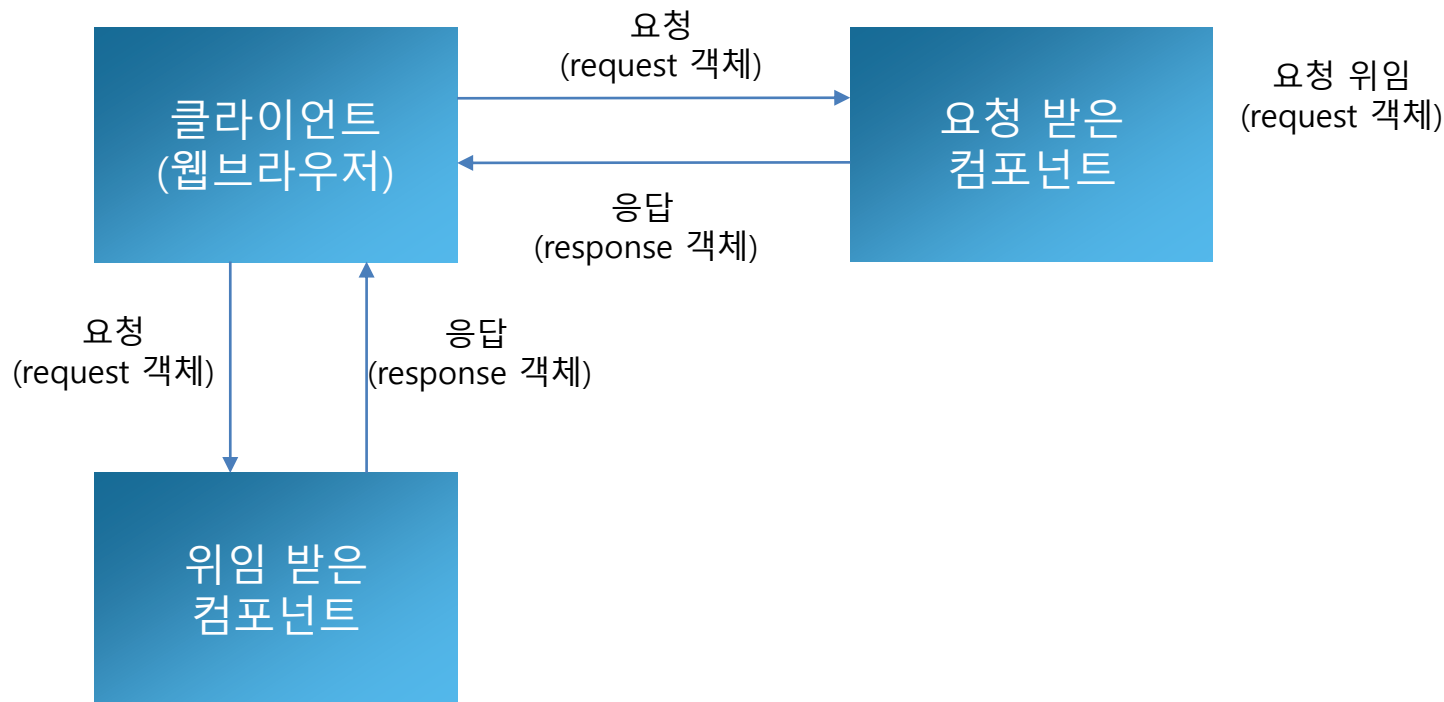 요청
(request 객체)
클라이언트
(웹브라우저)
요청 받은
컴포넌트
요청 위임
(request 객체)
응답
(response 객체)
요청
(request 객체)
응답
(response 객체)
위임 받은
컴포넌트